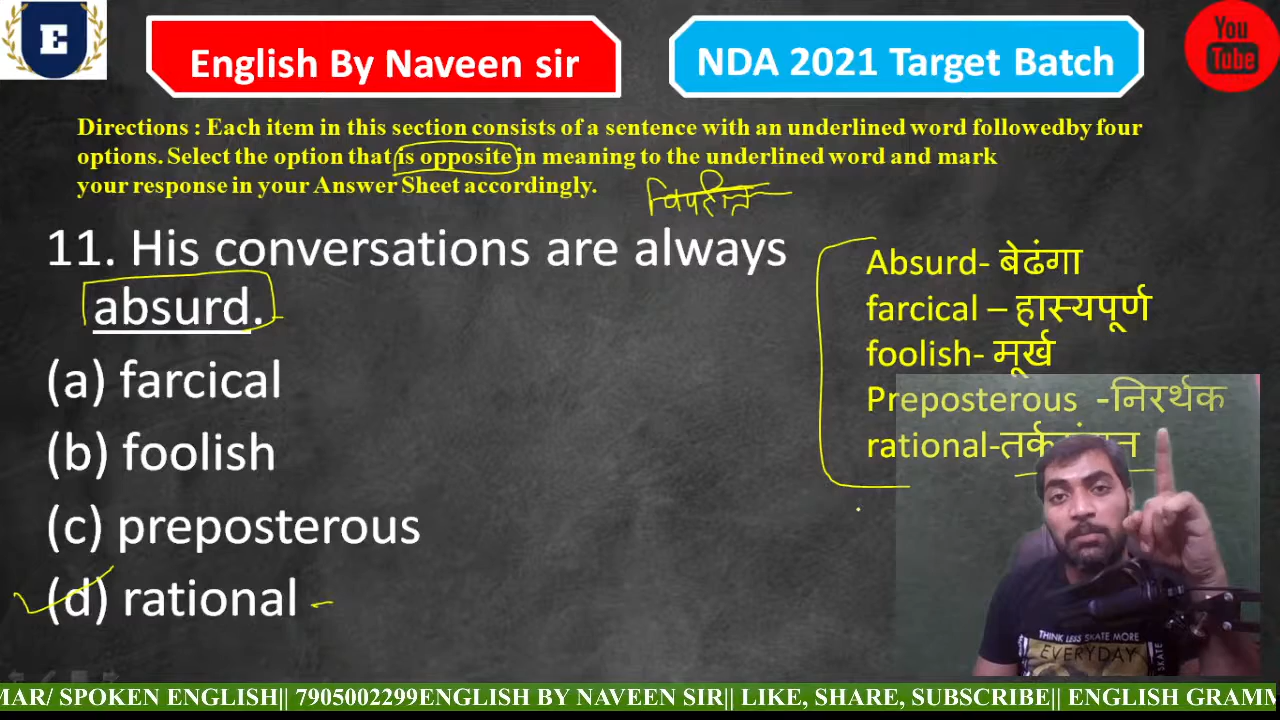 E
English By Naveen sir
NDA 2021 Target Batch
You
Tube
Directions : Each item in this section consists of a sentence with an underlined word followedby four
options. Select the option that is opposite in meaning to the underlined word and mark
your response in your Answer Sheet accordingly.
विपरीत
11. His conversations are always
absurd.
(a) farcical
(b) foolish
(c) preposterous
(d) rational
Absurd- बेढंगा
farcical – हास्यपूर्ण
foolish- मूर्ख
Preposterous -निरर्थक
rational-
THINK LESS SKATE MORE
EVERYDAY
SKATE
MAR/ SPOKEN ENGLISH|| 7905002299ENGLISH BY NAVEEN SIR|| LIKE, SHARE, SUBSCRIBE|| ENGLISH GRAMM